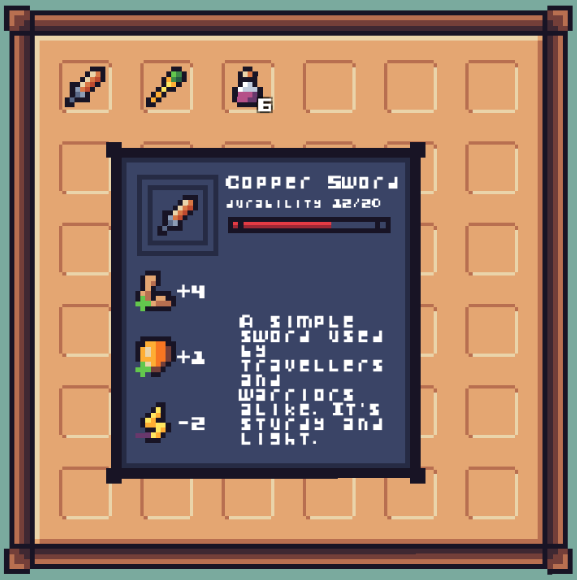 6
Copper Sword
durability 12/20
+4
+1
-2
A simple
sword used
by
travellers
and
warriors
alike. It's
sturdy and
light.